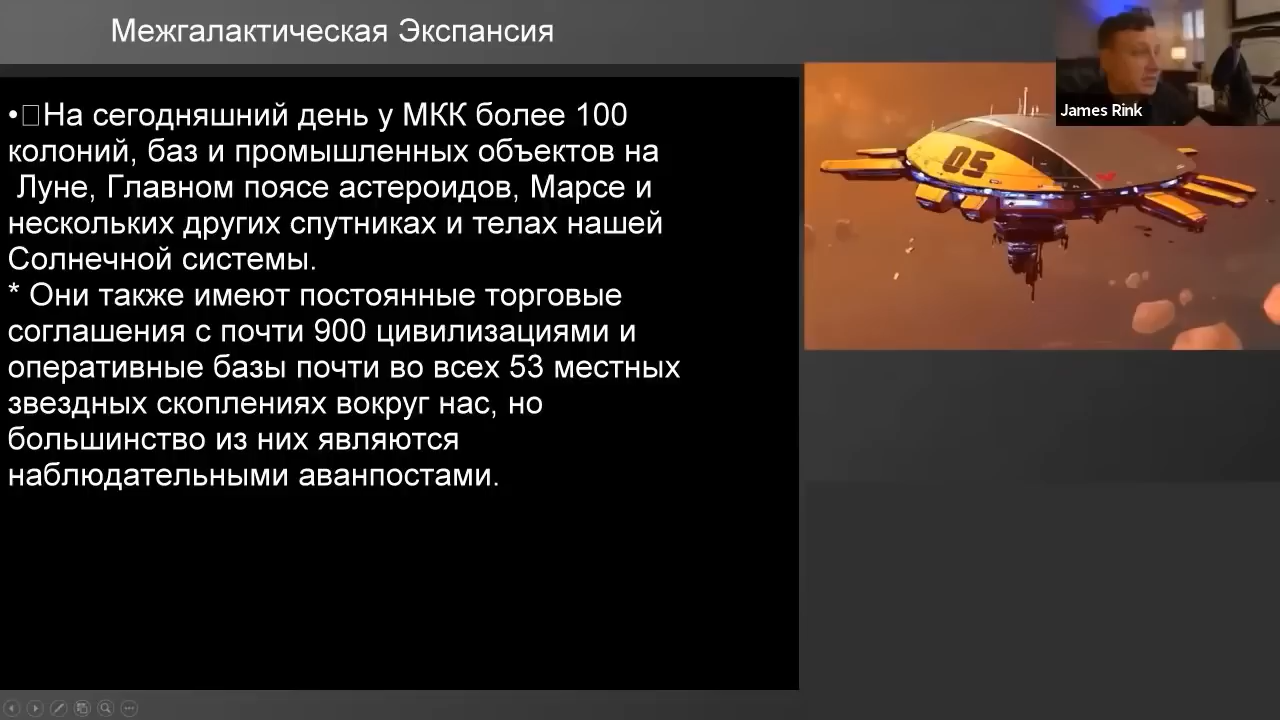 Межгалактическая Экспансия
James Rink
05
•□На сегодняшний день у МКК более 100
колоний, баз и промышленных объектов на
Луне, Главном поясе астероидов, Марсе и
нескольких других спутниках и телах нашей
Солнечной системы.
* Они также имеют постоянные торговые
соглашения с почти 900 цивилизациями и
оперативные базы почти во всех 53 местных
звездных скоплениях вокруг нас, но
большинство из них являются
наблюдательными аванпостами.